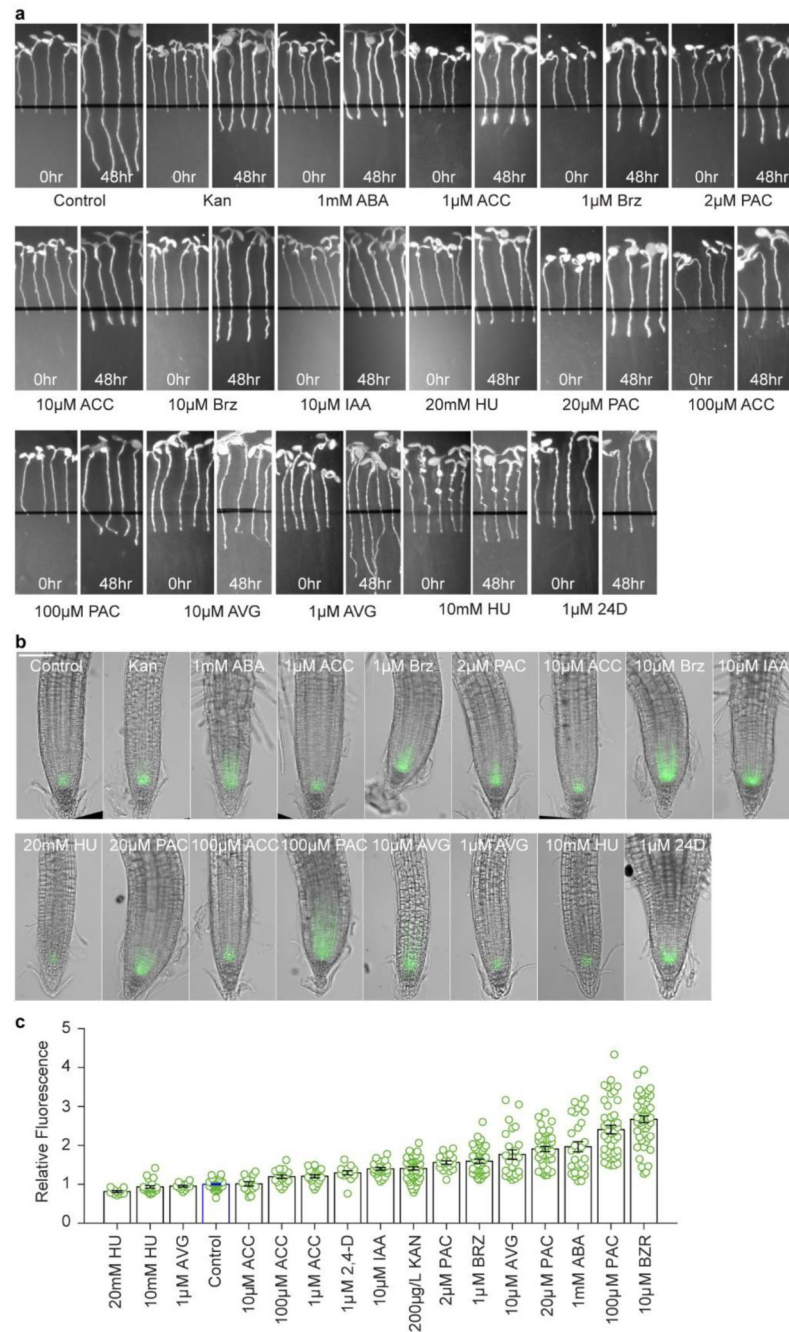 a
0hr 48hr 0hr 48hr 0hr 48hr 0hr 48hr 0hr 48hr 0hr 48hr
Control Kan 1mM ABA 1µM ACC 1µM Brz 2µM PAC
0hr 48hr 0hr 48hr 0hr 48hr 0hr 48hr 0hr 48hr 0hr 48hr
10µM ACC 10µM Brz 10µM IAA 20mM HU 20µM PAC 100µM ACC
0hr 48hr 0hr 48hr 0hr 48hr 0hr 48hr 0hr 48hr
100µM PAC 10µM AVG 1µM AVG 10mM HU 1µM 24D
b
Control Kan 1mM ABA 1µM ACC 1µM Brz 2µM PAC 10µM ACC 10µM Brz 10µM IAA
20mM HU 20µM PAC 100µM ACC 100µM PAC 10µM AVG 1µM AVG 10mM HU 1µM 24D
c
Relative Fluorescence
5
4
3
2
1
0
20mM HU
10mM HU
1µM AVG
Control
10µM ACC
100µM ACC
1µM ACC
1µM 2,4-D
10µM IAA
200µg/L KAN
2µM PAC
1µM BRZ
10µM AVG
20µM PAC
1mM ABA
100µM PAC
10µM BZR